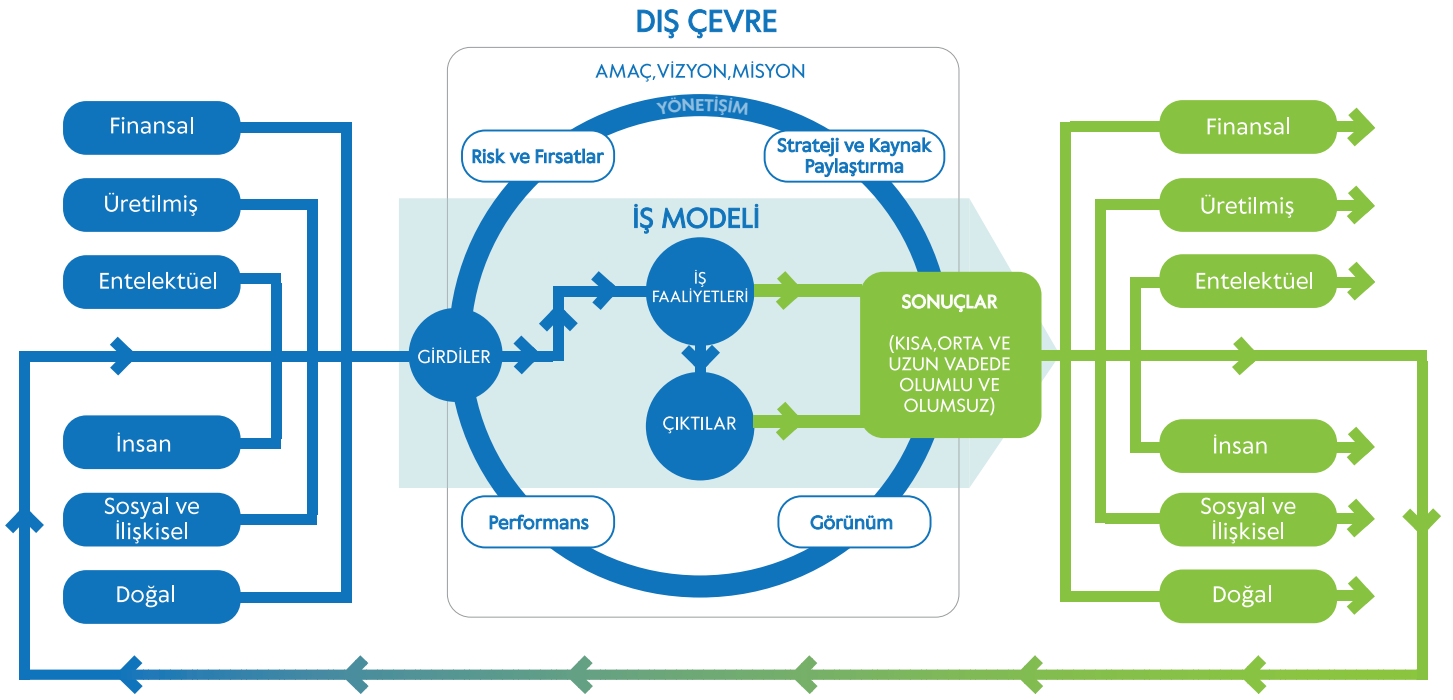 DIŞ ÇEVRE
AMAÇ,VİZYON,MİSYON
YÖNETİŞİM
Finansal
Üretilmiş
Entelektüel
İnsan
Sosyal ve
İlişkisel
Doğal
Risk ve Fırsatlar
Strateji ve Kaynak
Paylaştırma
İŞ MODELİ
GİRDİLER
İŞ
FAALİYETLERİ
ÇIKTILAR
SONUÇLAR
(KISA,ORTA VE
UZUN VADEDE
OLUMLU VE
OLUMSUZ)
Performans
Görünüm
Finansal
Üretilmiş
Entelektüel
İnsan
Sosyal ve
İlişkisel
Doğal